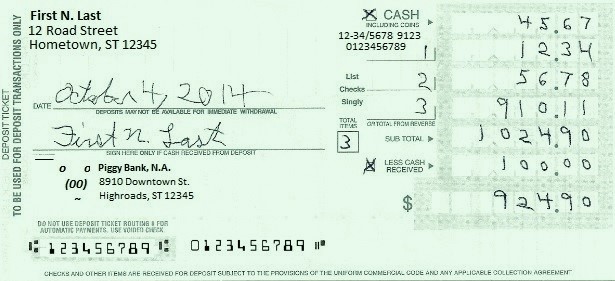 DEPOSIT TICKET
TO BE USED FOR DEPOSIT TRANSACTIONS ONLY
First N. Last
12 Road Street
Hometown, ST 12345
DATE October 4, 2014
DEPOSITS MAY NOT BE AVAILABLE FOR IMMEDIATE WITHDRAWAL
First N. Last
SIGN HERE ONLY IF CASH RECEIVED FROM DEPOSIT
Piggy Bank, N.A.
(00) 8910 Downtown St.
Highroads, ST 12345
DO NOT USE DEPOSIT TICKET ROUTING # FOR
AUTOMATIC PAYMENTS. USE VOIDED CHECK
⑆123456789⑆ 0123456789⑈
X CASH 45.67
INCLUDING COINS
12-34/5678 9123
0123456789
1 12.34
List
Checks 2 56.78
Singly 3 910.11
TOTAL ITEMS 3
OR TOTAL FROM REVERSE
SUB TOTAL 1024.90
X LESS CASH RECEIVED 100.00
$ 924.90
CHECKS AND OTHER ITEMS ARE RECEIVED FOR DEPOSIT SUBJECT TO THE PROVISIONS OF THE UNIFORM COMMERCIAL CODE AND ANY APPLICABLE COLLECTION AGREEMENT